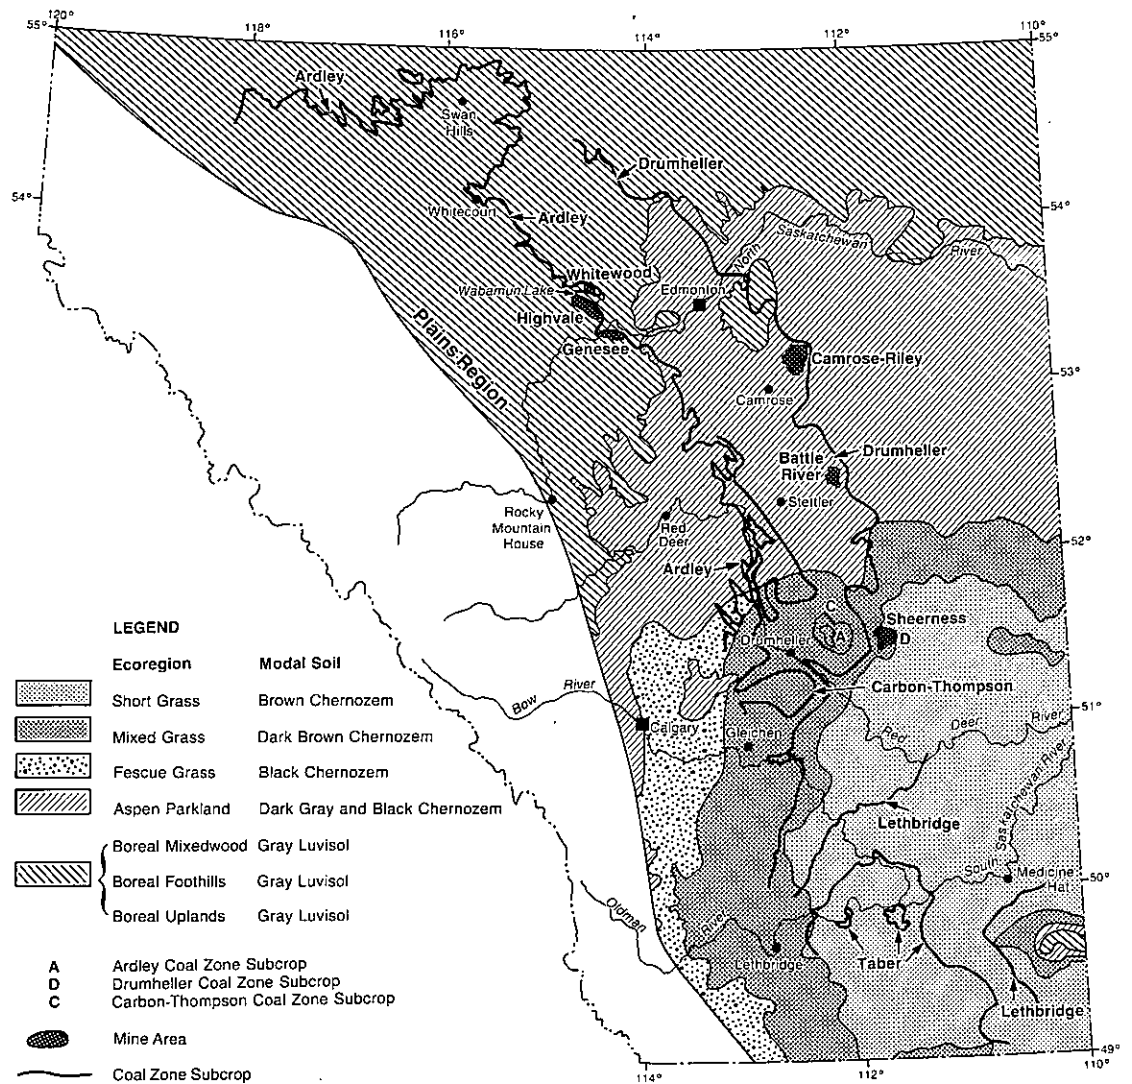 120°
55°
118°
116°
114°
112°
110°
55°
Ardley
Swan
Hills
Drumheller
54°
Whitecourt
Ardley
54°
Saskatchewan
River
North
Whitewood
Wabamun Lake
Edmonton
Highvale
Genesee
Plains Region
Camrose-Riley
53°
Camrose
Battle
River
Drumheller
Stettler
Rocky
Mountain
House
Red
Deer
52°
Ardley
C
A
Sheerness
D
Drumheller
Carbon-Thompson
Bow River
51°
Calgary
Gleichen
Red Deer River
Lethbridge
South Saskatchewan River
Medicine
Hat
50°
Oldman
River
Lethbridge
Taber
Lethbridge
49°
114°
112°
110°
LEGEND
Ecoregion Modal Soil
Short Grass Brown Chernozem
Mixed Grass Dark Brown Chernozem
Fescue Grass Black Chernozem
Aspen Parkland Dark Gray and Black Chernozem
Boreal Mixedwood Gray Luvisol
Boreal Foothills Gray Luvisol
Boreal Uplands Gray Luvisol
A Ardley Coal Zone Subcrop
D Drumheller Coal Zone Subcrop
C Carbon-Thompson Coal Zone Subcrop
Mine Area
Coal Zone Subcrop